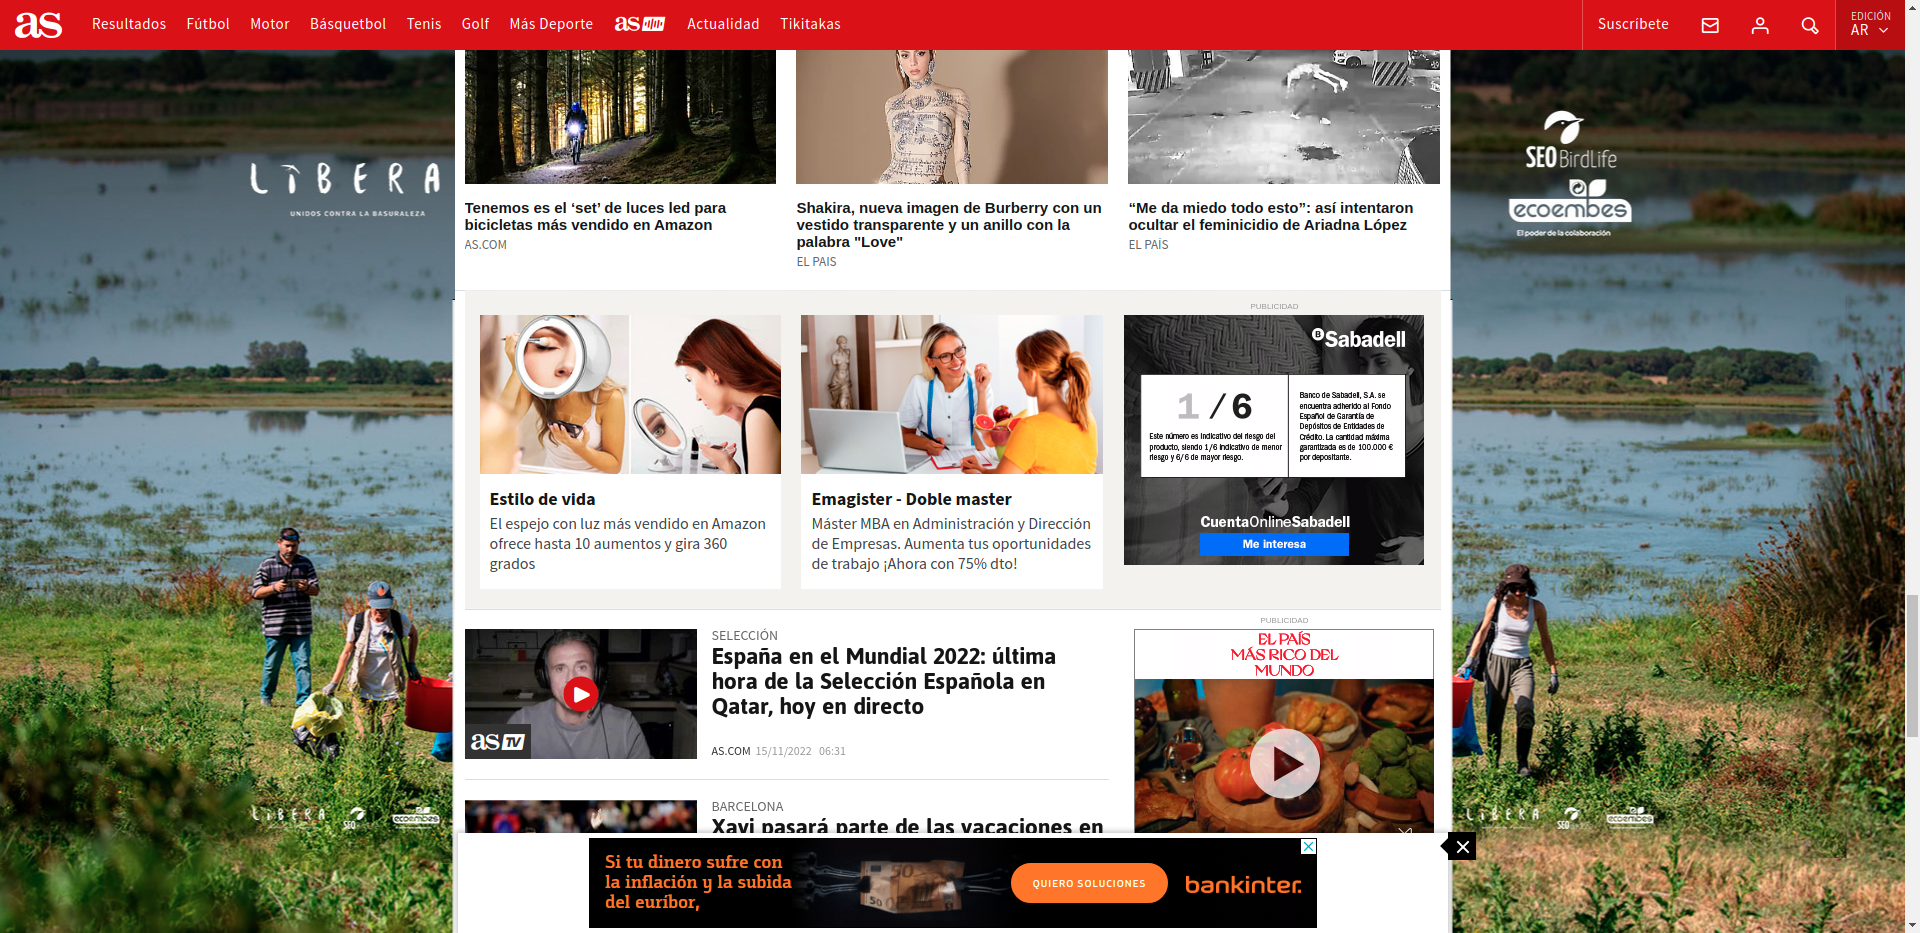 as
Resultados
Fútbol
Motor
Básquetbol
Tenis
Golf
Más Deporte
as
Actualidad
Tikitakas
Suscríbete
EDICIÓN
AR
LIBERA
UNIDOS CONTRA LA BASURALEZA
SEO BirdLife
ecoembes
El poder de la colaboración
Tenemos es el ‘set’ de luces led para
bicicletas más vendido en Amazon
AS.COM
Shakira, nueva imagen de Burberry con un
vestido transparente y un anillo con la
palabra "Love"
EL PAIS
“Me da miedo todo esto”: así intentaron
ocultar el feminicidio de Ariadna López
EL PAÍS
Estilo de vida
El espejo con luz más vendido en Amazon
ofrece hasta 10 aumentos y gira 360
grados
Emagister - Doble master
Máster MBA en Administración y Dirección
de Empresas. Aumenta tus oportunidades
de trabajo ¡Ahora con 75% dto!
PUBLICIDAD
B Sabadell
1 / 6
Este número es indicativo del riesgo del
producto, siendo 1/6 indicativo de menor
riesgo y 6/6 de mayor riesgo.
Banco de Sabadell, S.A. se
encuentra adherido al Fondo
Español de Garantía de
Depósitos de Entidades de
Crédito. La cantidad máxima
garantizada es de 100.000 €
por depositante.
CuentaOnlineSabadell
Me interesa
as TV
SELECCIÓN
España en el Mundial 2022: última
hora de la Selección Española en
Qatar, hoy en directo
AS.COM 15/11/2022 06:31
PUBLICIDAD
EL PAÍS
MÁS RICO DEL
MUNDO
BARCELONA
Xavi pasará parte de las vacaciones en
LIBERA
SEO
ecoembes
LIBERA
SEO
ecoembes
Si tu dinero sufre con
la inflación y la subida
del euríbor,
50
50
QUIERO SOLUCIONES
bankinter.